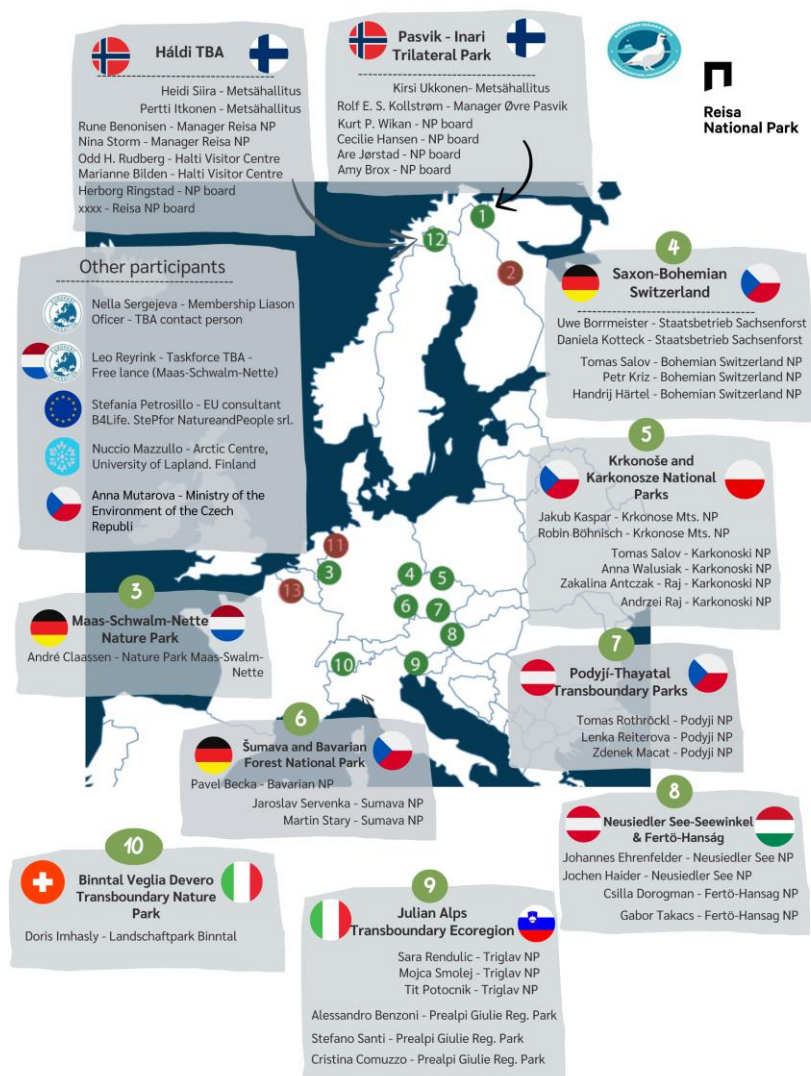 Háldi TBA
Heidi Siira - Metsähallitus
Pertti Itkonen - Metsähallitus
Rune Benonisen - Manager Reisa NP
Nina Storm - Manager Reisa NP
Odd H. Rudberg - Halti Visitor Centre
Marianne Bilden - Halti Visitor Centre
Herborg Ringstad - NP board
xxxx - Reisa NP board
Pasvik - Inari
Trilateral Park
Kirsi Ukkonen- Metsähallitus
Rolf E. S. Kollstrøm - Manager Øvre Pasvik
Kurt P. Wikan - NP board
Cecilie Hansen - NP board
Are Jørstad - NP board
Amy Brox - NP board
Reisa
National Park
Other participants
Nella Sergejeva - Membership Liason
Oficer - TBA contact person
Leo Reyrink - Taskforce TBA -
Free lance (Maas-Schwalm-Nette)
Stefania Petrosillo - EU consultant
B4Life. StePfor NatureandPeople srl.
Nuccio Mazzullo - Arctic Centre,
University of Lapland. Finland
Anna Mutarova - Ministry of the
Environment of the Czech
Republi
1
12
2
11
3
13
4
5
6
7
8
9
10
4
Saxon-Bohemian
Switzerland
Uwe Borrmeister - Staatsbetrieb Sachsenforst
Daniela Kotteck - Staatsbetrieb Sachsenforst
Tomas Salov - Bohemian Switzerland NP
Petr Kriz - Bohemian Switzerland NP
Handrij Härtel - Bohemian Switzerland NP
5
Krkonoše and
Karkonosze National
Parks
Jakub Kaspar - Krkonose Mts. NP
Robin Böhnisch - Krkonose Mts. NP
Tomas Salov - Karkonoski NP
Anna Walusiak - Karkonoski NP
Zakalina Antczak - Raj - Karkonoski NP
Andrzei Raj - Karkonoski NP
3
Maas-Schwalm-Nette
Nature Park
André Claassen - Nature Park Maas-Swalm-
Nette
7
Podyjí-Thayatal
Transboundary Parks
Tomas Rothröckl - Podyji NP
Lenka Reiterova - Podyji NP
Zdenek Macat - Podyji NP
6
Šumava and Bavarian
Forest National Park
Pavel Becka - Bavarian NP
Jaroslav Servenka - Sumava NP
Martin Stary - Sumava NP
8
Neusiedler See-Seewinkel
& Fertö-Hanság
Johannes Ehrenfelder - Neusiedler See NP
Jochen Haider - Neusiedler See NP
Csilla Dorogman - Fertö-Hansag NP
Gabor Takacs - Fertö-Hansag NP
10
Binntal Veglia Devero
Transboundary Nature
Park
Doris Imhasly - Landschaftpark Binntal
9
Julian Alps
Transboundary Ecoregion
Sara Rendulic - Triglav NP
Mojca Smolej - Triglav NP
Tit Potocnik - Triglav NP
Alessandro Benzoni - Prealpi Giulie Reg. Park
Stefano Santi - Prealpi Giulie Reg. Park
Cristina Comuzzo - Prealpi Giulie Reg. Park